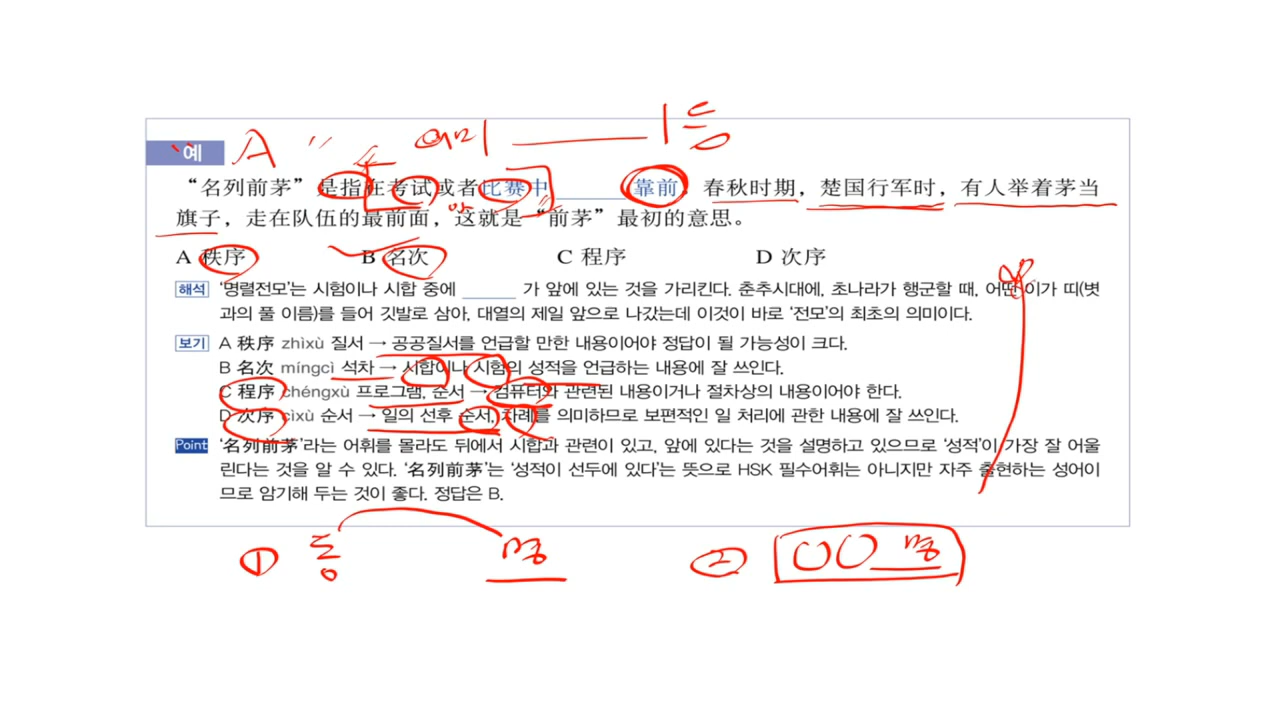 A " 1등
예
“名列前茅”是指在考试或者比赛中______靠前。春秋时期，楚国行军时，有人举着茅当
旗子，走在队伍的最前面，这就是“前茅”最初的意思。
A 秩序 B 名次 C 程序 D 次序
해석 ‘명렬전모’는 시험이나 시합 중에 ______ 가 앞에 있는 것을 가리킨다. 춘추시대에, 초나라가 행군할 때, 어떤 이가 띠(볏
과의 풀 이름)를 들어 깃발로 삼아, 대열의 제일 앞으로 나갔는데 이것이 바로 ‘전모’의 최초의 의미이다.
보기 A 秩序 zhìxù 질서 → 공공질서를 언급할 만한 내용이어야 정답이 될 가능성이 크다.
B 名次 míngcì 석차 → 시합이나 시험의 성적을 언급하는 내용에 잘 쓰인다.
C 程序 chéngxù 프로그램, 순서 → 컴퓨터와 관련된 내용이거나 절차상의 내용이어야 한다.
D 次序 cìxù 순서 → 일의 선후 순서, 차례를 의미하므로 보편적인 일 처리에 관한 내용에 잘 쓰인다.
Point ‘名列前茅’라는 어휘를 몰라도 뒤에서 시합과 관련이 있고, 앞에 있다는 것을 설명하고 있으므로 ‘성적’이 가장 잘 어울
린다는 것을 알 수 있다. ‘名列前茅’는 ‘성적이 선두에 있다’는 뜻으로 HSK 필수어휘는 아니지만 자주 출현하는 성어이
므로 암기해 두는 것이 좋다. 정답은 B.
① 동 명 ② ○○명